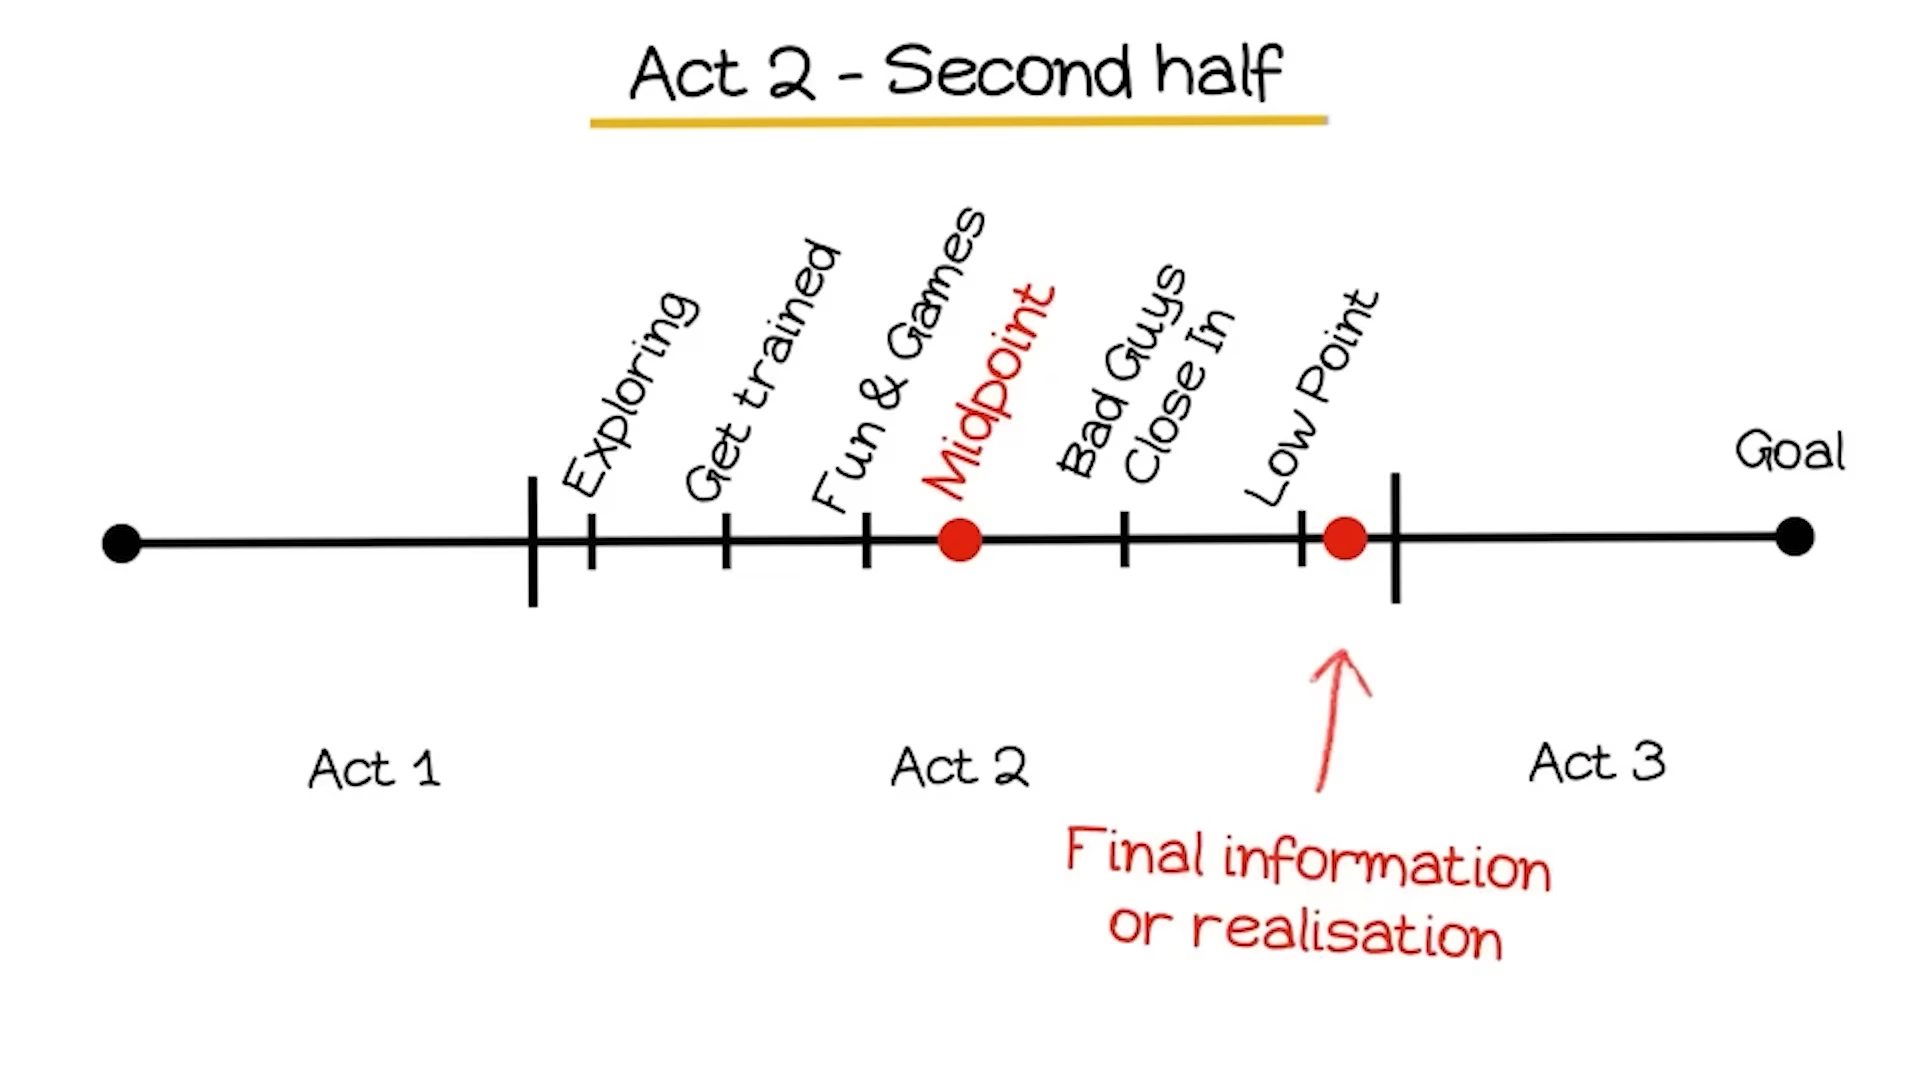 Act 2 - Second half
Exploring
Get trained
Fun & Games
Midpoint
Bad Guys
Close In
Low Point
Goal
Act 1
Act 2
Act 3
Final information
or realisation